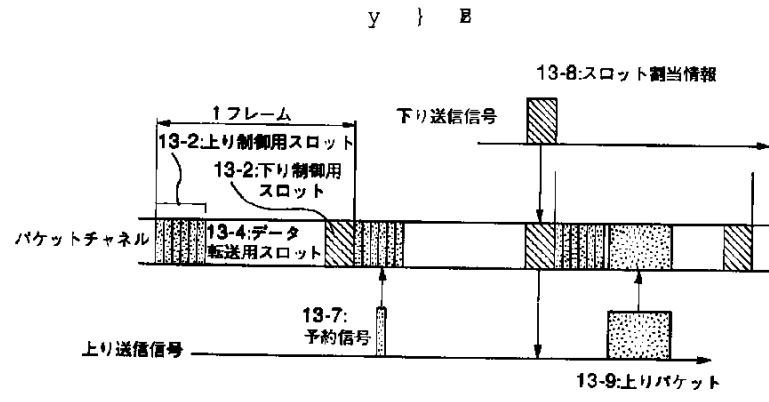 y } E
13-8:スロット割当情報
1フレーム
下り送信信号
13-2:上り制御用スロット
13-2:下り制御用
スロット
パケットチャネル
13-4:データ
転送用スロット
13-7:
予約信号
上り送信信号
13-9:上りパケット